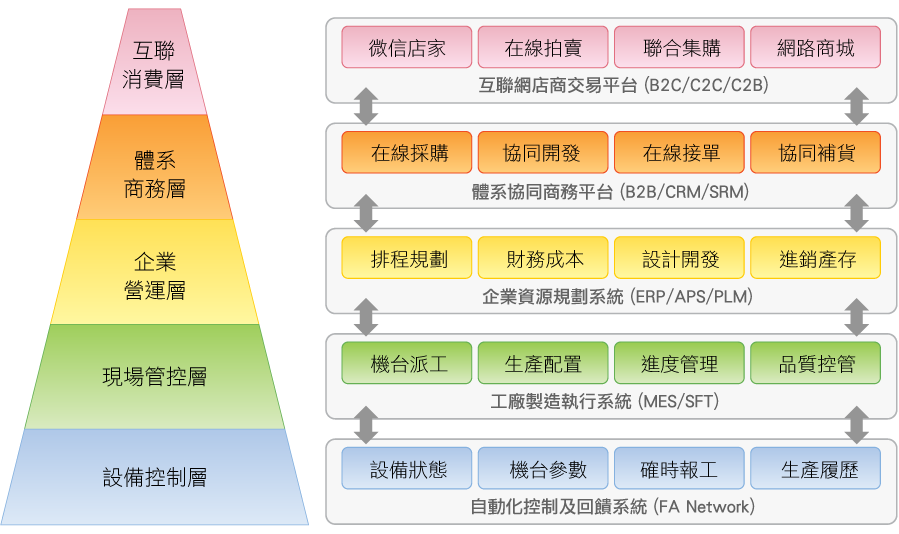 互聯
消費層
微信店家
在線拍賣
聯合集購
網路商城
互聯網店商交易平台 (B2C/C2C/C2B)
體系
商務層
在線採購
協同開發
在線接單
協同補貨
體系協同商務平台 (B2B/CRM/SRM)
企業
營運層
排程規劃
財務成本
設計開發
進銷產存
企業資源規劃系統 (ERP/APS/PLM)
現場管控層
機台派工
生產配置
進度管理
品質控管
工廠製造執行系統 (MES/SFT)
設備控制層
設備狀態
機台參數
確時報工
生產履歷
自動化控制及回饋系統 (FA Network)